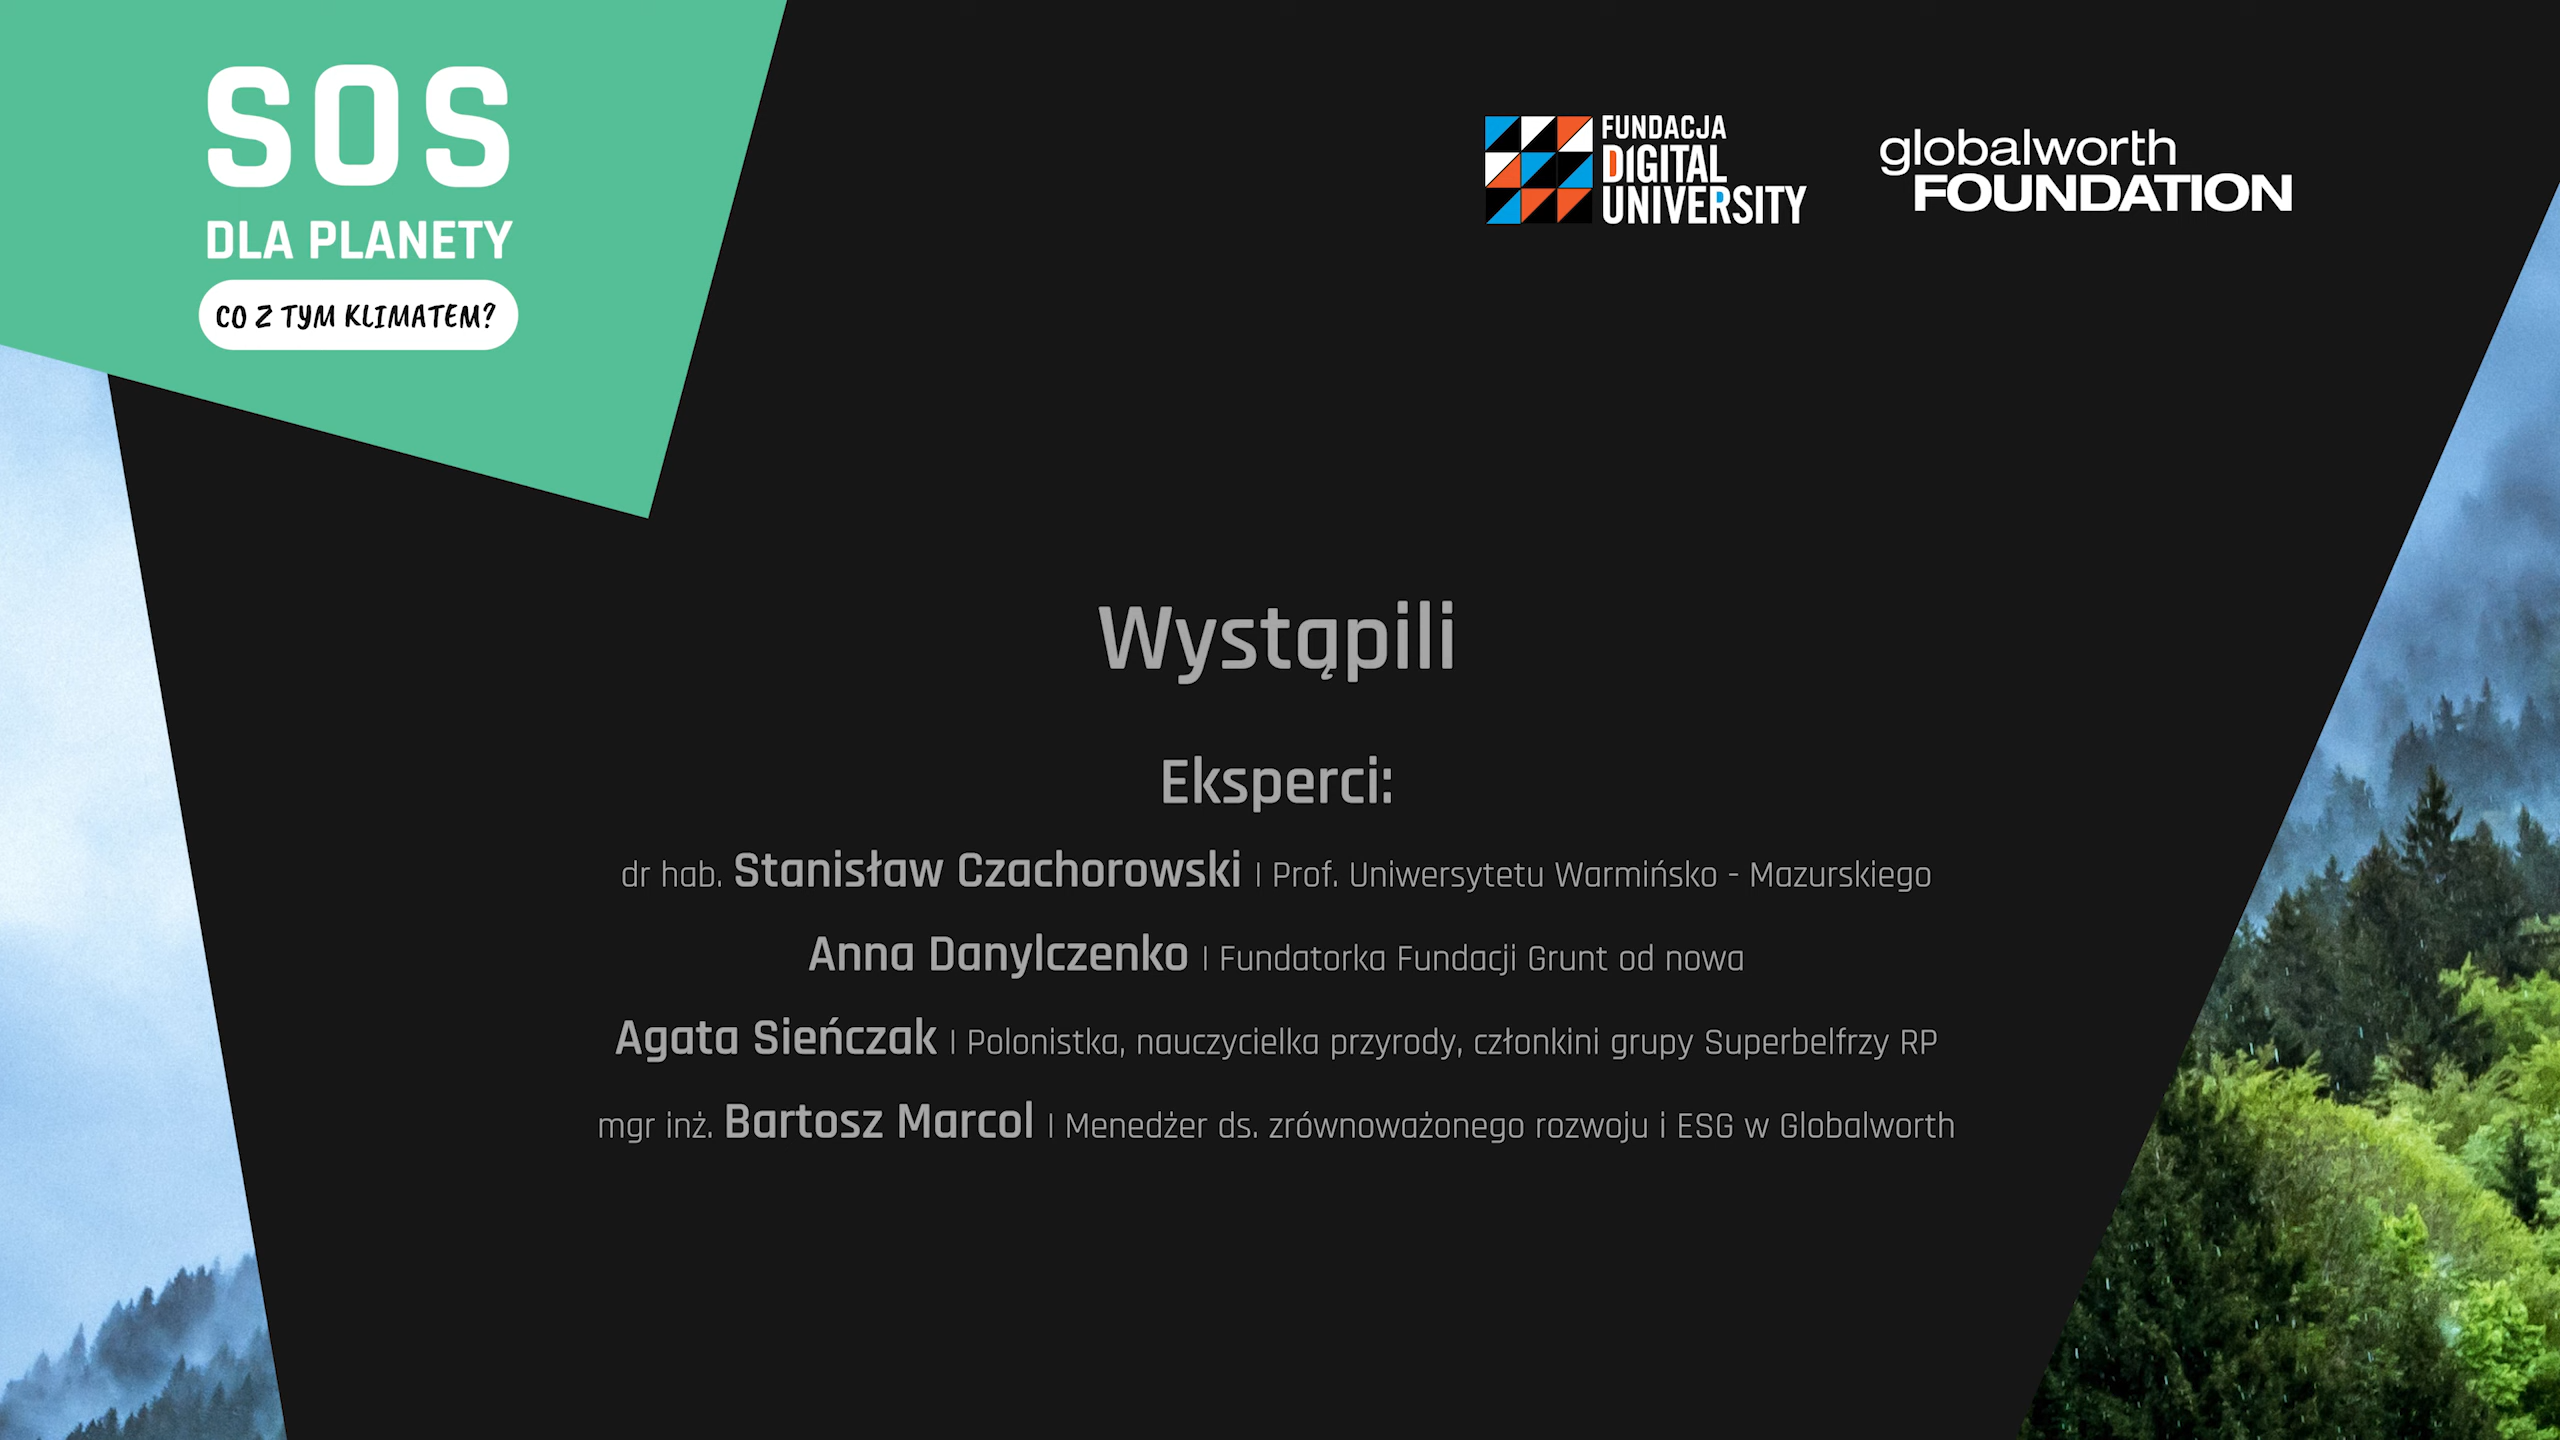 SOS
DLA PLANETY
CO Z TYM KLIMATEM?
FUNDACJA
DIGITAL
UNIVERSITY
globalworth
FOUNDATION
Wystąpili
Eksperci:
dr hab. Stanisław Czachorowski | Prof. Uniwersytetu Warmińsko - Mazurskiego
Anna Danylczenko | Fundatorka Fundacji Grunt od nowa
Agata Sieńczak | Polonistka, nauczycielka przyrody, członkini grupy Superbelfrzy RP
mgr inż. Bartosz Marcol | Menedżer ds. zrównoważonego rozwoju i ESG w Globalworth